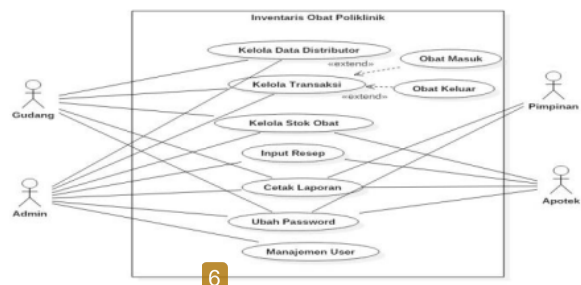 Inventaris Obat Poliklinik
Kelola Data Distributor
«extend»
Obat Masuk
Kelola Transaksi
«extend»
Obat Keluar
Gudang
Pimpinan
Kelola Stok Obat
Input Resep
Cetak Laporan
Admin
Apotek
Ubah Password
Manajemen User
6